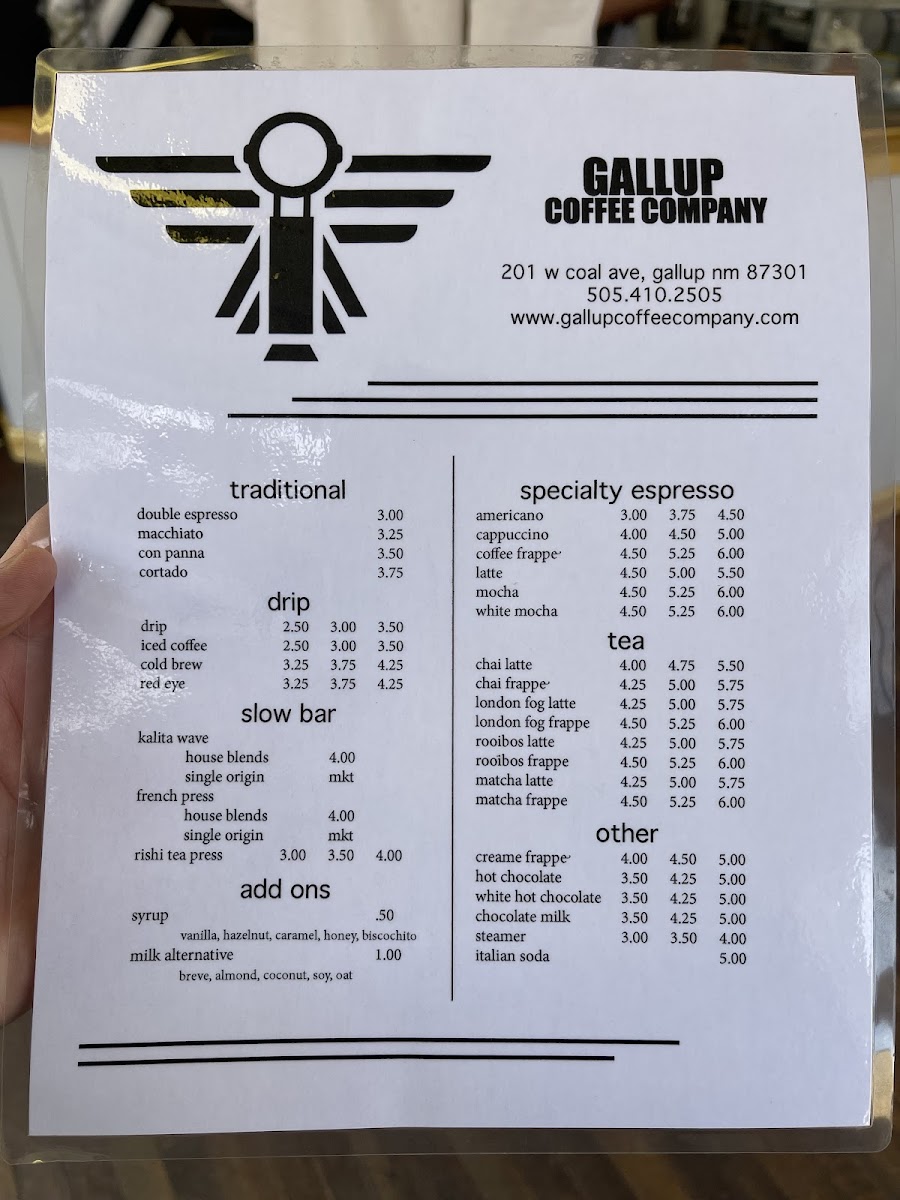 GALLUP
COFFEE COMPANY
201 w coal ave, gallup nm 87301
505.410.2505
www.gallupcoffeecompany.com
traditional
double espresso 3.00
macchiato 3.25
con panna 3.50
cortado 3.75
drip
drip 2.50 3.00 3.50
iced coffee 2.50 3.00 3.50
cold brew 3.25 3.75 4.25
red eye 3.25 3.75 4.25
slow bar
kalita wave
house blends 4.00
single origin mkt
french press
house blends 4.00
single origin mkt
rishi tea press 3.00 3.50 4.00
add ons
syrup .50
vanilla, hazelnut, caramel, honey, biscochito
milk alternative 1.00
breve, almond, coconut, soy, oat
specialty espresso
americano 3.00 3.75 4.50
cappuccino 4.00 4.50 5.00
coffee frappe 4.50 5.25 6.00
latte 4.50 5.00 5.50
mocha 4.50 5.25 6.00
white mocha 4.50 5.25 6.00
tea
chai latte 4.00 4.75 5.50
chai frappe 4.25 5.00 5.75
london fog latte 4.25 5.00 5.75
london fog frappe 4.50 5.25 6.00
rooibos latte 4.25 5.00 5.75
rooibos frappe 4.50 5.25 6.00
matcha latte 4.25 5.00 5.75
matcha frappe 4.50 5.25 6.00
other
creame frappe 4.00 4.50 5.00
hot chocolate 3.50 4.25 5.00
white hot chocolate 3.50 4.25 5.00
chocolate milk 3.50 4.25 5.00
steamer 3.00 3.50 4.00
italian soda 5.00